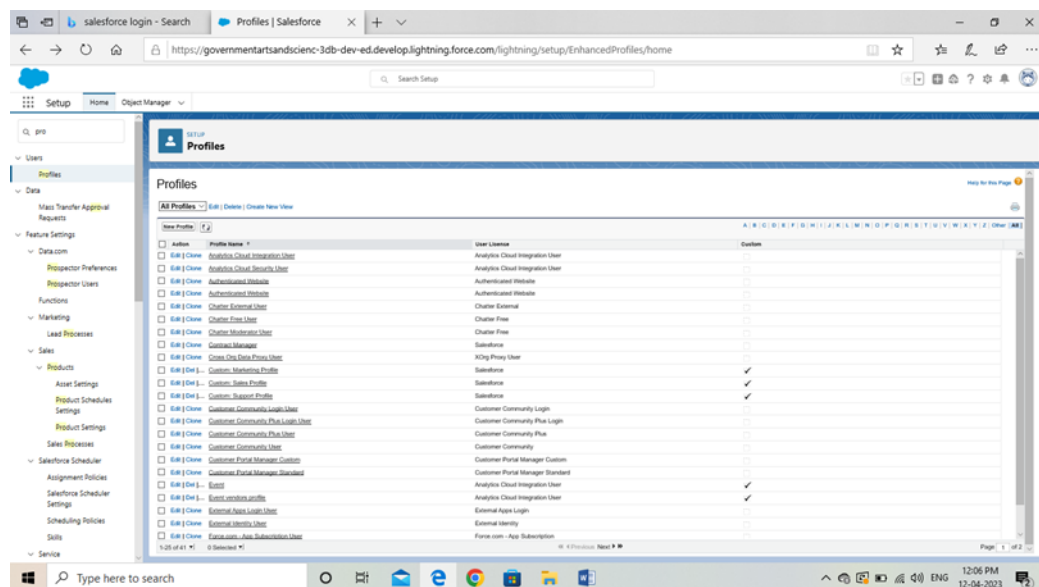 salesforce login - Search
Profiles | Salesforce
https://governmentartsandscienc-3db-dev-ed.develop.lightning.force.com/lightning/setup/EnhancedProfiles/home
Search Setup
Setup Home Object Manager
pro
Users
Profiles
Data
Mass Transfer Approval
Requests
Feature Settings
Data.com
Prospector Preferences
Prospector Users
Functions
Marketing
Lead Processes
Sales
Products
Asset Settings
Product Schedules
Settings
Product Settings
Sales Processes
Salesforce Scheduler
Assignment Policies
Salesforce Scheduler
Settings
Scheduling Policies
Skills
Service
SETUP
Profiles
Profiles
Help for this Page
All Profiles Edit | Delete | Create New View
New Profile
A | B | C | D | E | F | G | H | I | J | K | L | M | N | O | P | Q | R | S | T | U | V | W | X | Y | Z | Other | All
Action Profile Name User License Custom
Edit | Clone Analytics Cloud Integration User Analytics Cloud Integration User
Edit | Clone Analytics Cloud Security User Analytics Cloud Integration User
Edit | Clone Authenticated Website Authenticated Website
Edit | Clone Authenticated Website Authenticated Website
Edit | Clone Chatter External User Chatter External
Edit | Clone Chatter Free User Chatter Free
Edit | Clone Chatter Moderator User Chatter Free
Edit | Clone Contract Manager Salesforce
Edit | Clone Cross Org Data Proxy User XOrg Proxy User
Edit | Del | ... Custom: Marketing Profile Salesforce ✓
Edit | Del | ... Custom: Sales Profile Salesforce ✓
Edit | Del | ... Custom: Support Profile Salesforce ✓
Edit | Clone Customer Community Login User Customer Community Login
Edit | Clone Customer Community Plus Login User Customer Community Plus Login
Edit | Clone Customer Community Plus User Customer Community Plus
Edit | Clone Customer Community User Customer Community
Edit | Clone Customer Portal Manager Custom Customer Portal Manager Custom
Edit | Clone Customer Portal Manager Standard Customer Portal Manager Standard
Edit | Del | ... Event Analytics Cloud Integration User ✓
Edit | Del | ... Event vendors profile Analytics Cloud Integration User ✓
Edit | Clone External Apps Login User External Apps Login
Edit | Clone External Identity User External Identity
Edit | Clone Force.com - App Subscription User Force.com - App Subscription
1-25 of 41 0 Selected Previous Next Page 1 of 2
Type here to search
ENG
12:06 PM
12-04-2023